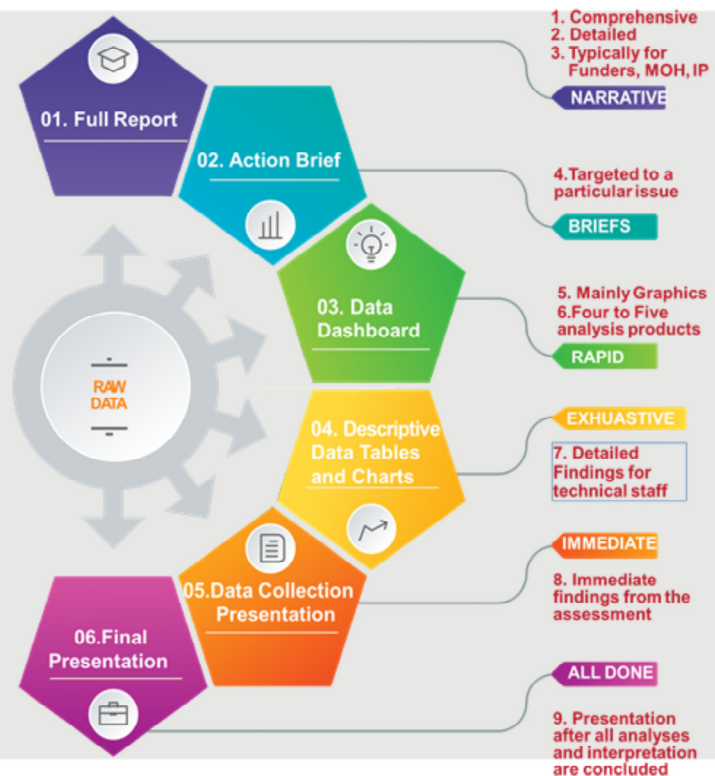 1. Comprehensive
2. Detailed
3. Typically for
Funders, MOH, IP
NARRATIVE
01. Full Report
02. Action Brief
4.Targeted to a
particular issue
BRIEFS
03. Data
Dashboard
5. Mainly Graphics
6.Four to Five
analysis products
RAPID
RAW
DATA
04. Descriptive
Data Tables
and Charts
EXHUASTIVE
7. Detailed
Findings for
technical staff
05.Data Collection
Presentation
IMMEDIATE
8. Immediate
findings from the
assessment
06.Final
Presentation
ALL DONE
9. Presentation
after all analyses
and interpretation
are concluded